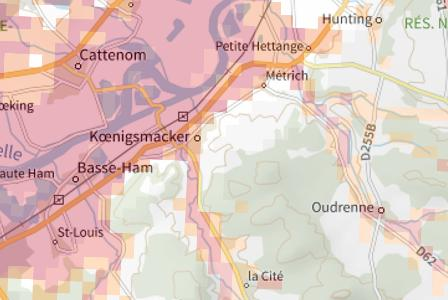 Hunting
RÉS. N
Petite Hettange
Cattenom
Métrich
œking
Kœnigsmacker
D255B
elle
aute Ham
Basse-Ham
Oudrenne
St-Louis
D62
la Cité